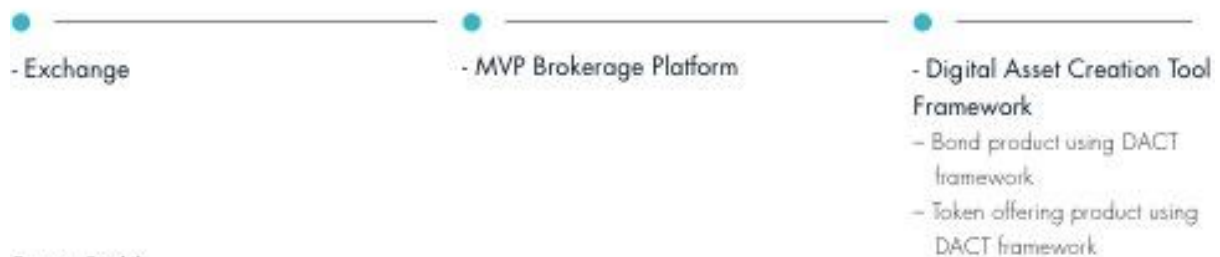 - Exchange
- MVP Brokerage Platform
- Digital Asset Creation Tool
Framework
– Bond product using DACT
framework
– Token offering product using
DACT framework